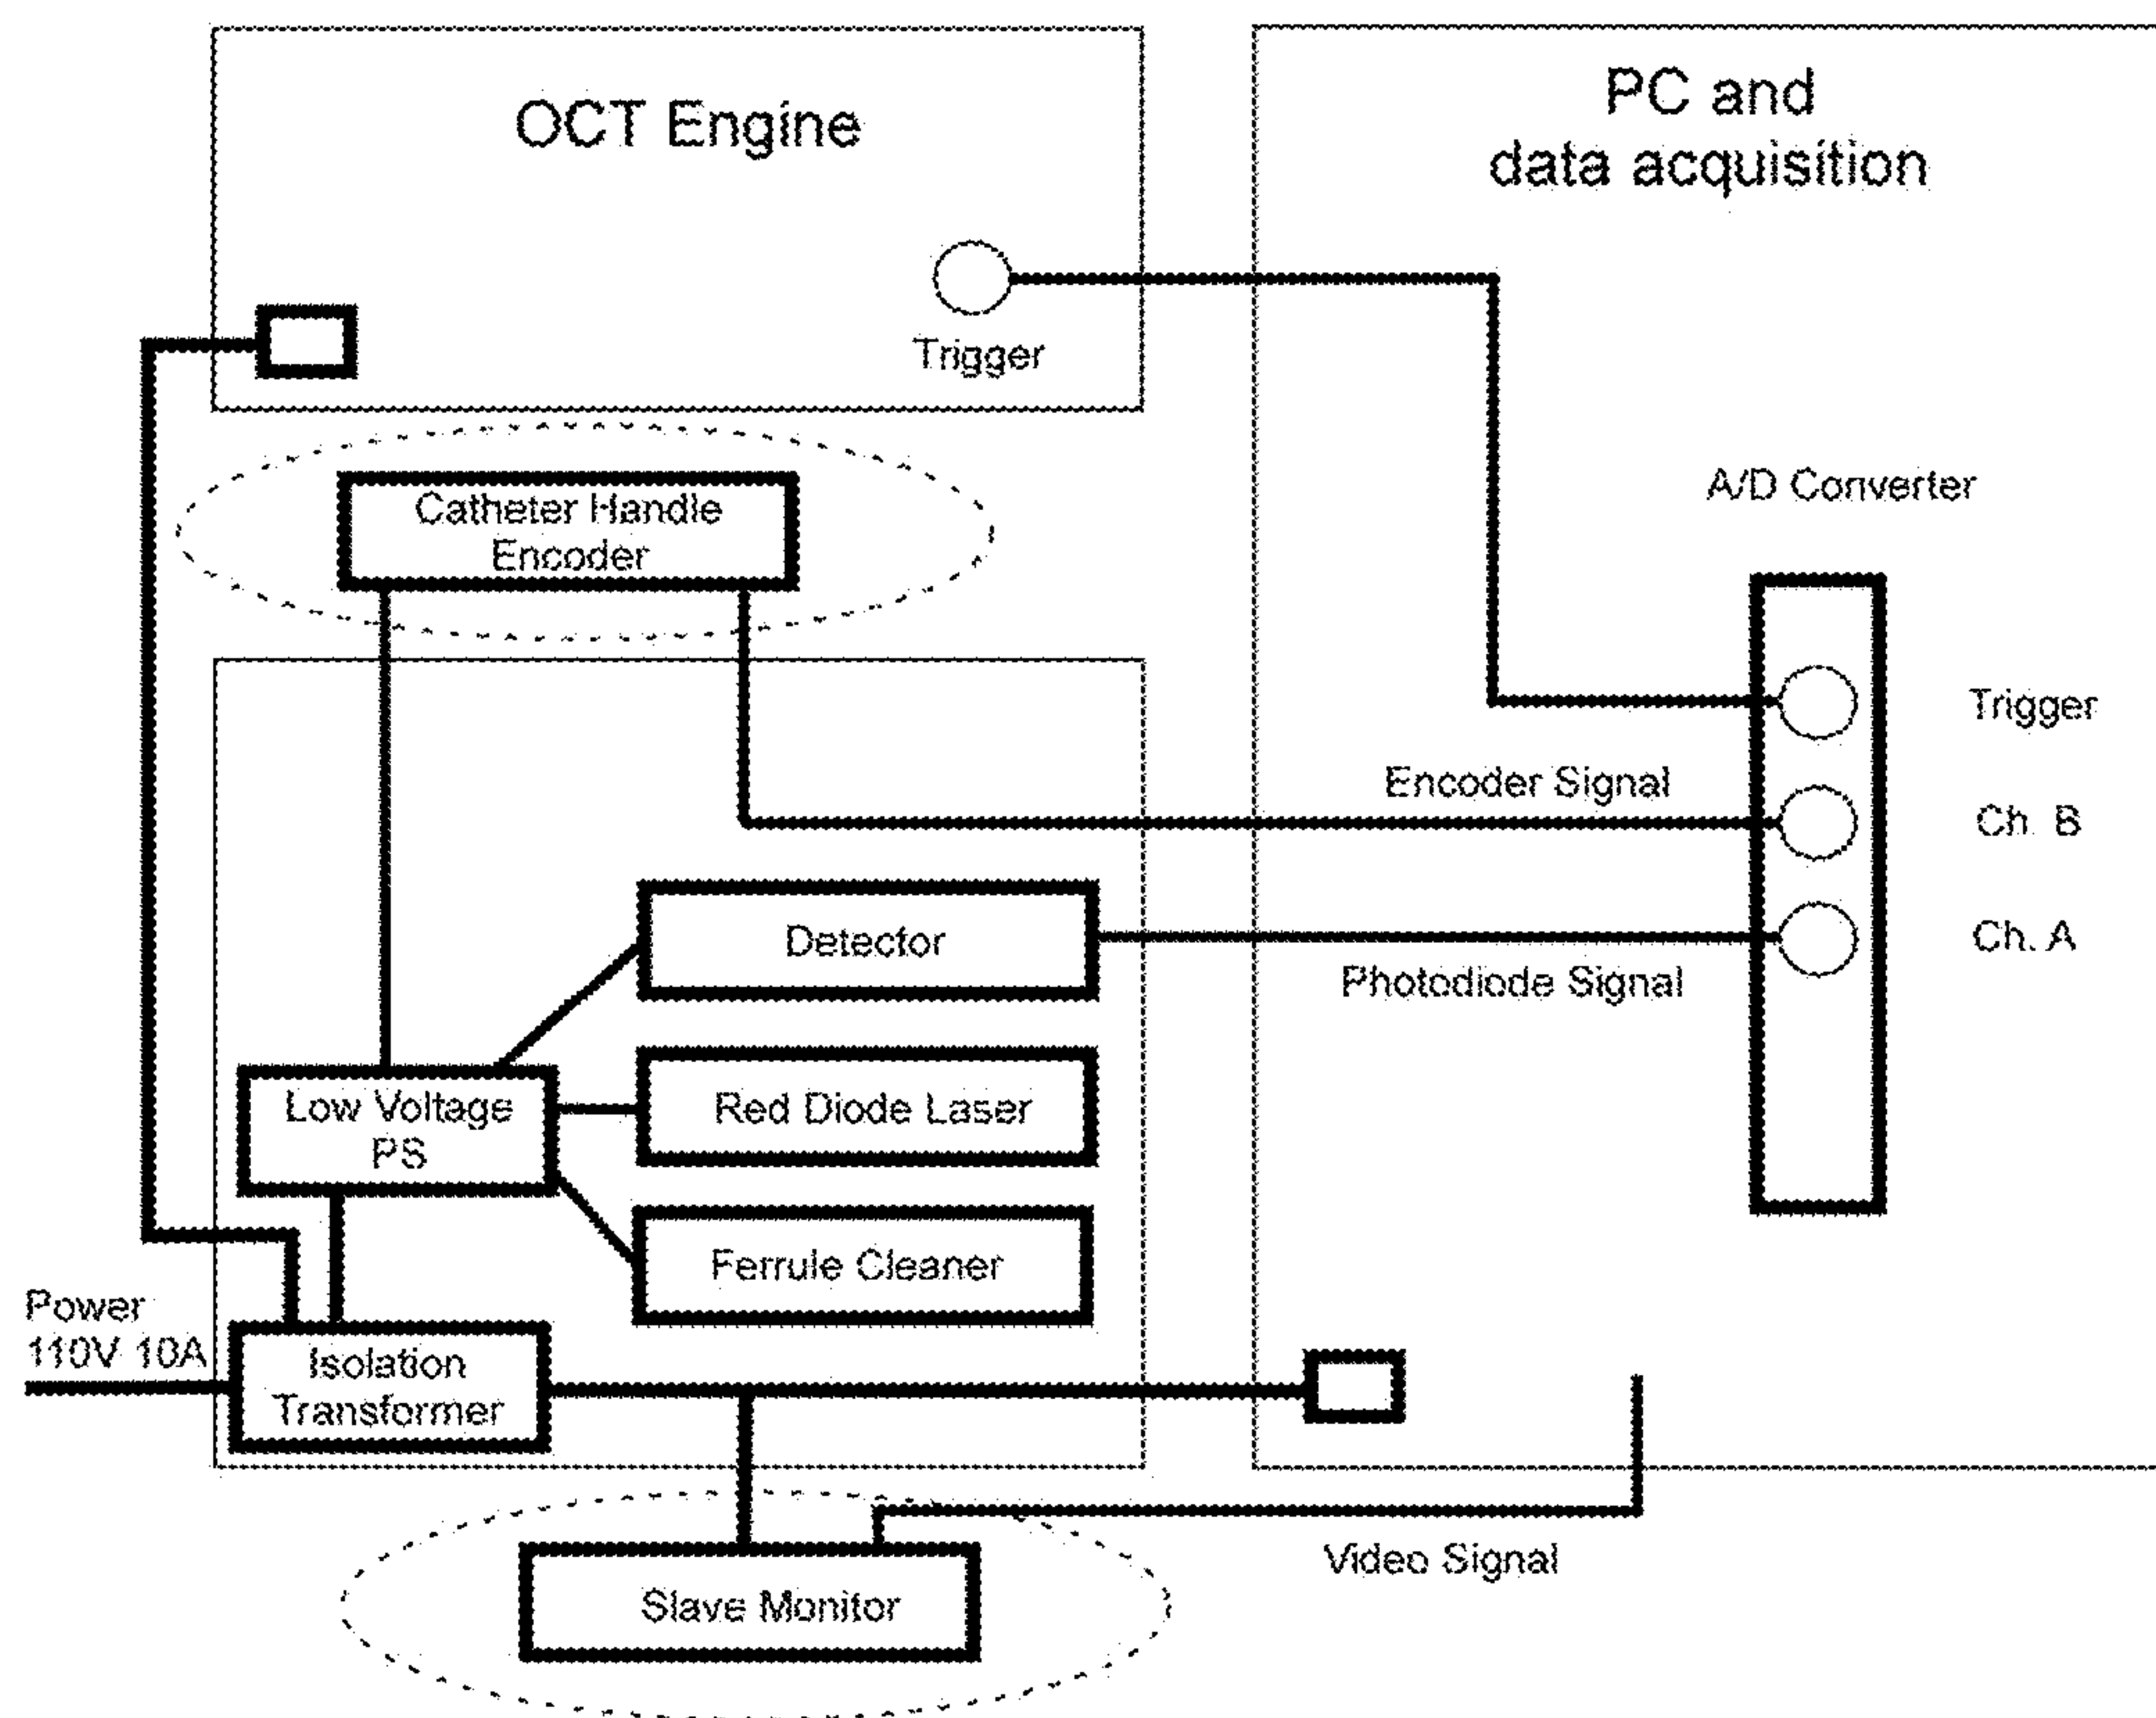 OCT Engine
PC and
data acquisition
Trigger
Catheter Handle
Encoder
A/D Converter
Trigger
Encoder Signal
Ch. B
Detector
Ch. A
Photodiode Signal
Low Voltage
PS
Red Diode Laser
Ferrule Cleaner
Power
110V 10A
Isolation
Transformer
Video Signal
Slave Monitor